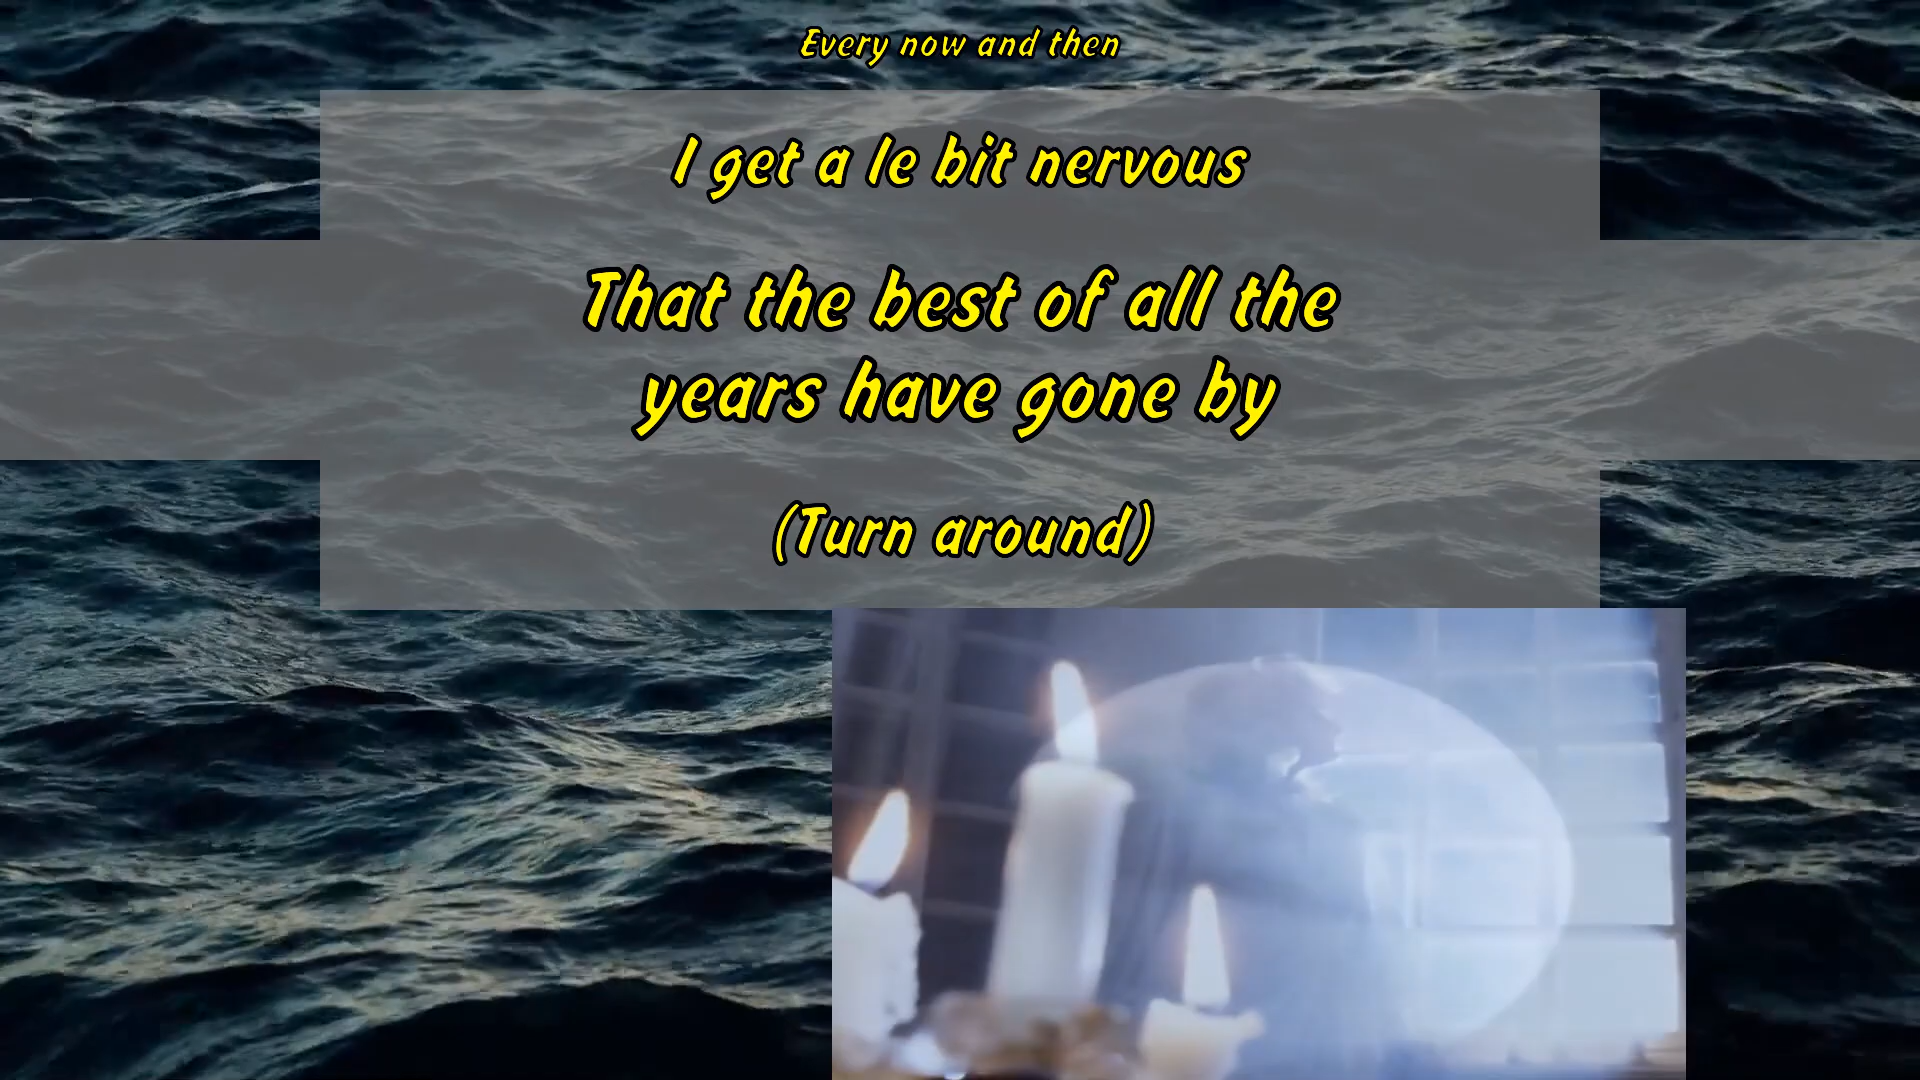 Every now and then
I get a le bit nervous
That the best of all the
years have gone by
(Turn around)